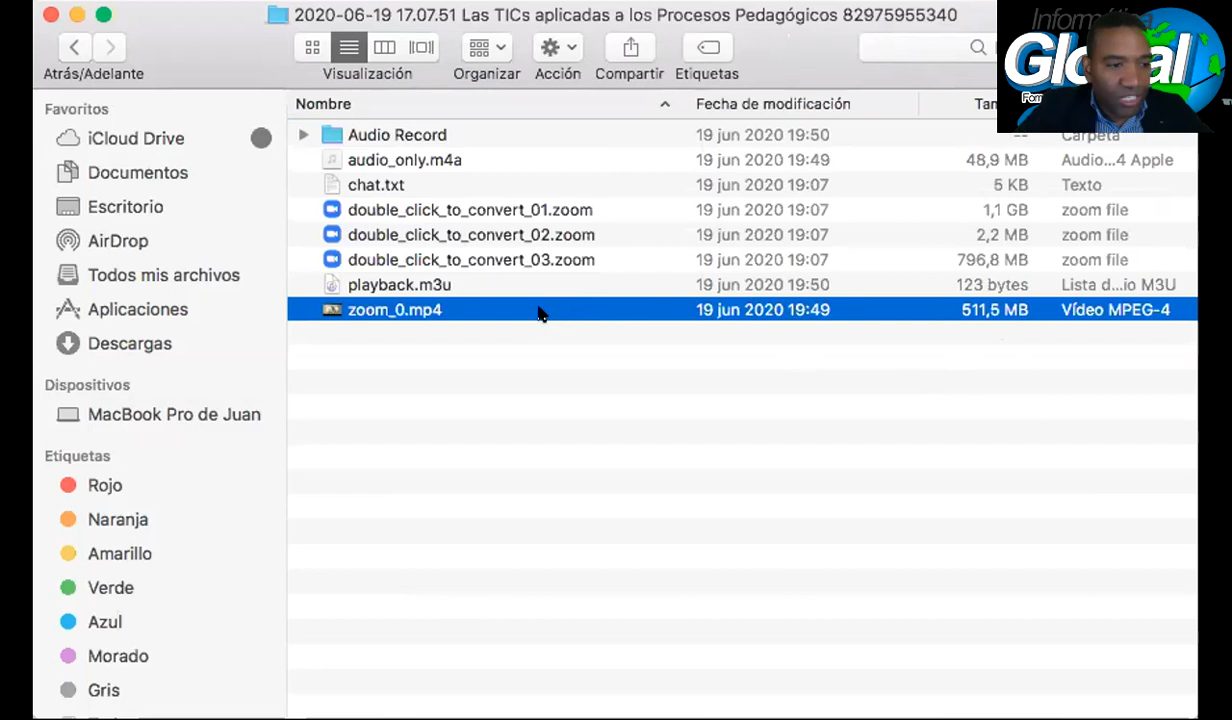 2020-06-19 17.07.51 Las TICs aplicadas a los Procesos Pedagógicos 82975955340
Informática
Global
Atrás/Adelante
Visualización
Organizar
Acción
Compartir
Etiquetas
Favoritos
iCloud Drive
Documentos
Escritorio
AirDrop
Todos mis archivos
Aplicaciones
Descargas
Dispositivos
MacBook Pro de Juan
Etiquetas
Rojo
Naranja
Amarillo
Verde
Azul
Morado
Gris
Nombre Fecha de modificación
Audio Record 19 jun 2020 19:50 -- Carpeta
audio_only.m4a 19 jun 2020 19:49 48,9 MB Audio...4 Apple
chat.txt 19 jun 2020 19:07 5 KB Texto
double_click_to_convert_01.zoom 19 jun 2020 19:07 1,1 GB zoom file
double_click_to_convert_02.zoom 19 jun 2020 19:07 2,2 MB zoom file
double_click_to_convert_03.zoom 19 jun 2020 19:07 796,8 MB zoom file
playback.m3u 19 jun 2020 19:50 123 bytes Lista d...io M3U
zoom_0.mp4 19 jun 2020 19:49 511,5 MB Vídeo MPEG-4